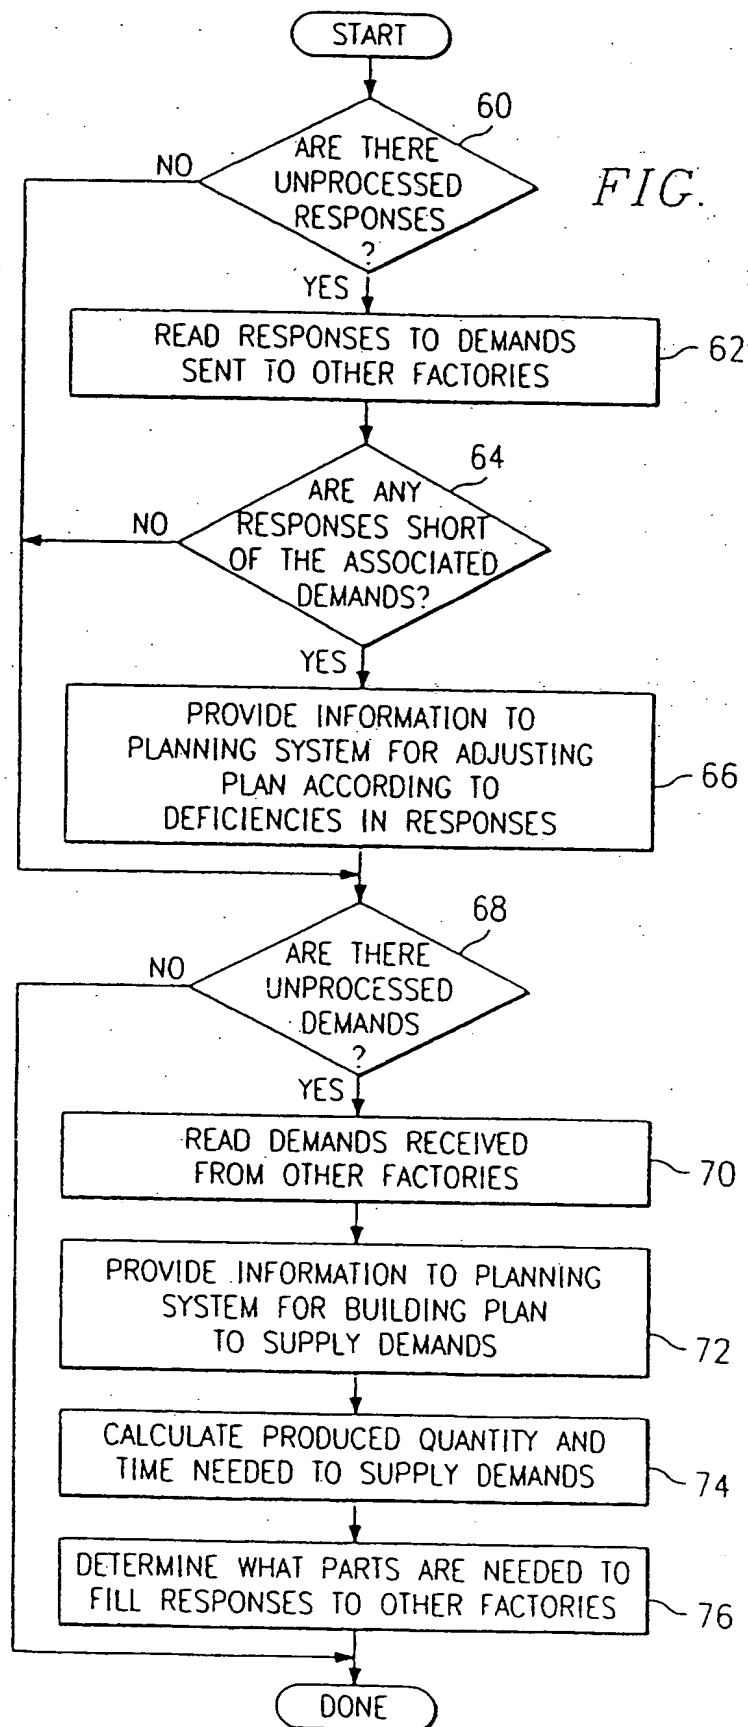 START
60
ARE THERE
UNPROCESSED
RESPONSES
?
NO
FIG.
YES
READ RESPONSES TO DEMANDS
SENT TO OTHER FACTORIES
62
64
ARE ANY
RESPONSES SHORT
OF THE ASSOCIATED
DEMANDS?
NO
YES
PROVIDE INFORMATION TO
PLANNING SYSTEM FOR ADJUSTING
PLAN ACCORDING TO
DEFICIENCIES IN RESPONSES
66
68
ARE THERE
UNPROCESSED
DEMANDS
?
NO
YES
READ DEMANDS RECEIVED
FROM OTHER FACTORIES
70
PROVIDE INFORMATION TO PLANNING
SYSTEM FOR BUILDING PLAN
TO SUPPLY DEMANDS
72
CALCULATE PRODUCED QUANTITY AND
TIME NEEDED TO SUPPLY DEMANDS
74
DETERMINE WHAT PARTS ARE NEEDED TO
FILL RESPONSES TO OTHER FACTORIES
76
DONE